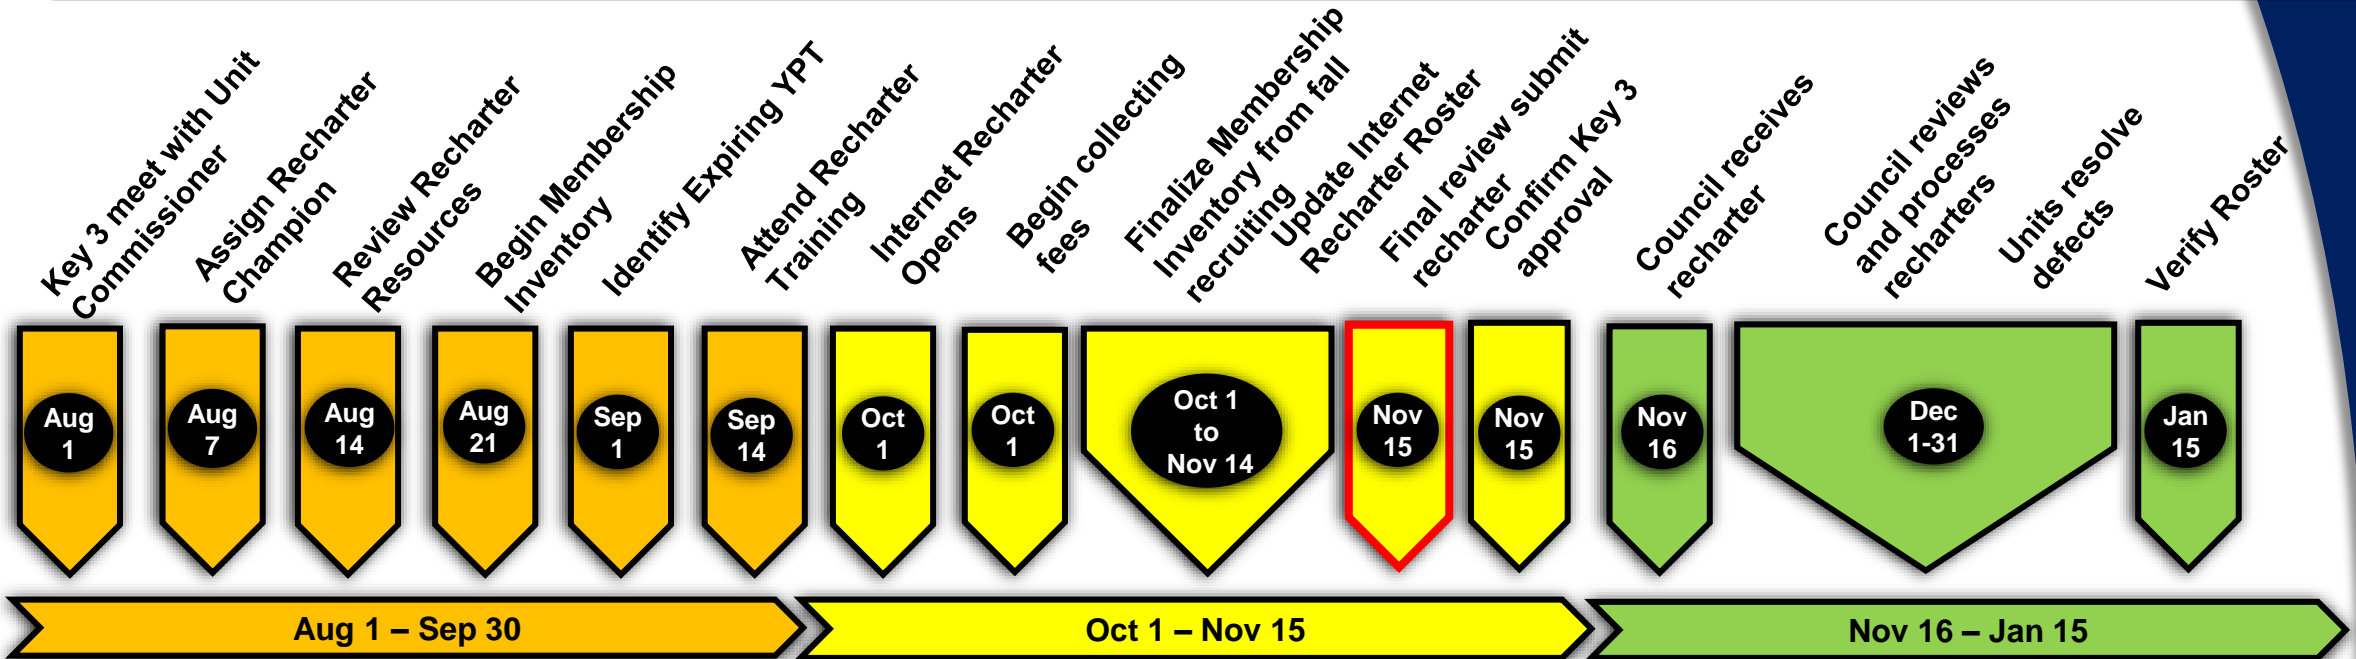 Key 3 meet with Unit
Commissioner
Assign Recharter
Champion
Review Recharter
Resources
Begin Membership
Inventory
Identify Expiring YPT
Attend Recharter
Training
Internet Recharter
Opens
Begin collecting
fees
Finalize Membership
Inventory from fall
recruiting
Update Internet
Recharter Roster
Final review submit
recharter
Confirm Key 3
approval
Council receives
recharter
Council reviews
and processes
recharters
Units resolve
defects
Verify Roster
Aug
1
Aug
7
Aug
14
Aug
21
Sep
1
Sep
14
Oct
1
Oct
1
Oct 1
to
Nov 14
Nov
15
Nov
15
Nov
16
Dec
1-31
Jan
15
Aug 1 – Sep 30
Oct 1 – Nov 15
Nov 16 – Jan 15